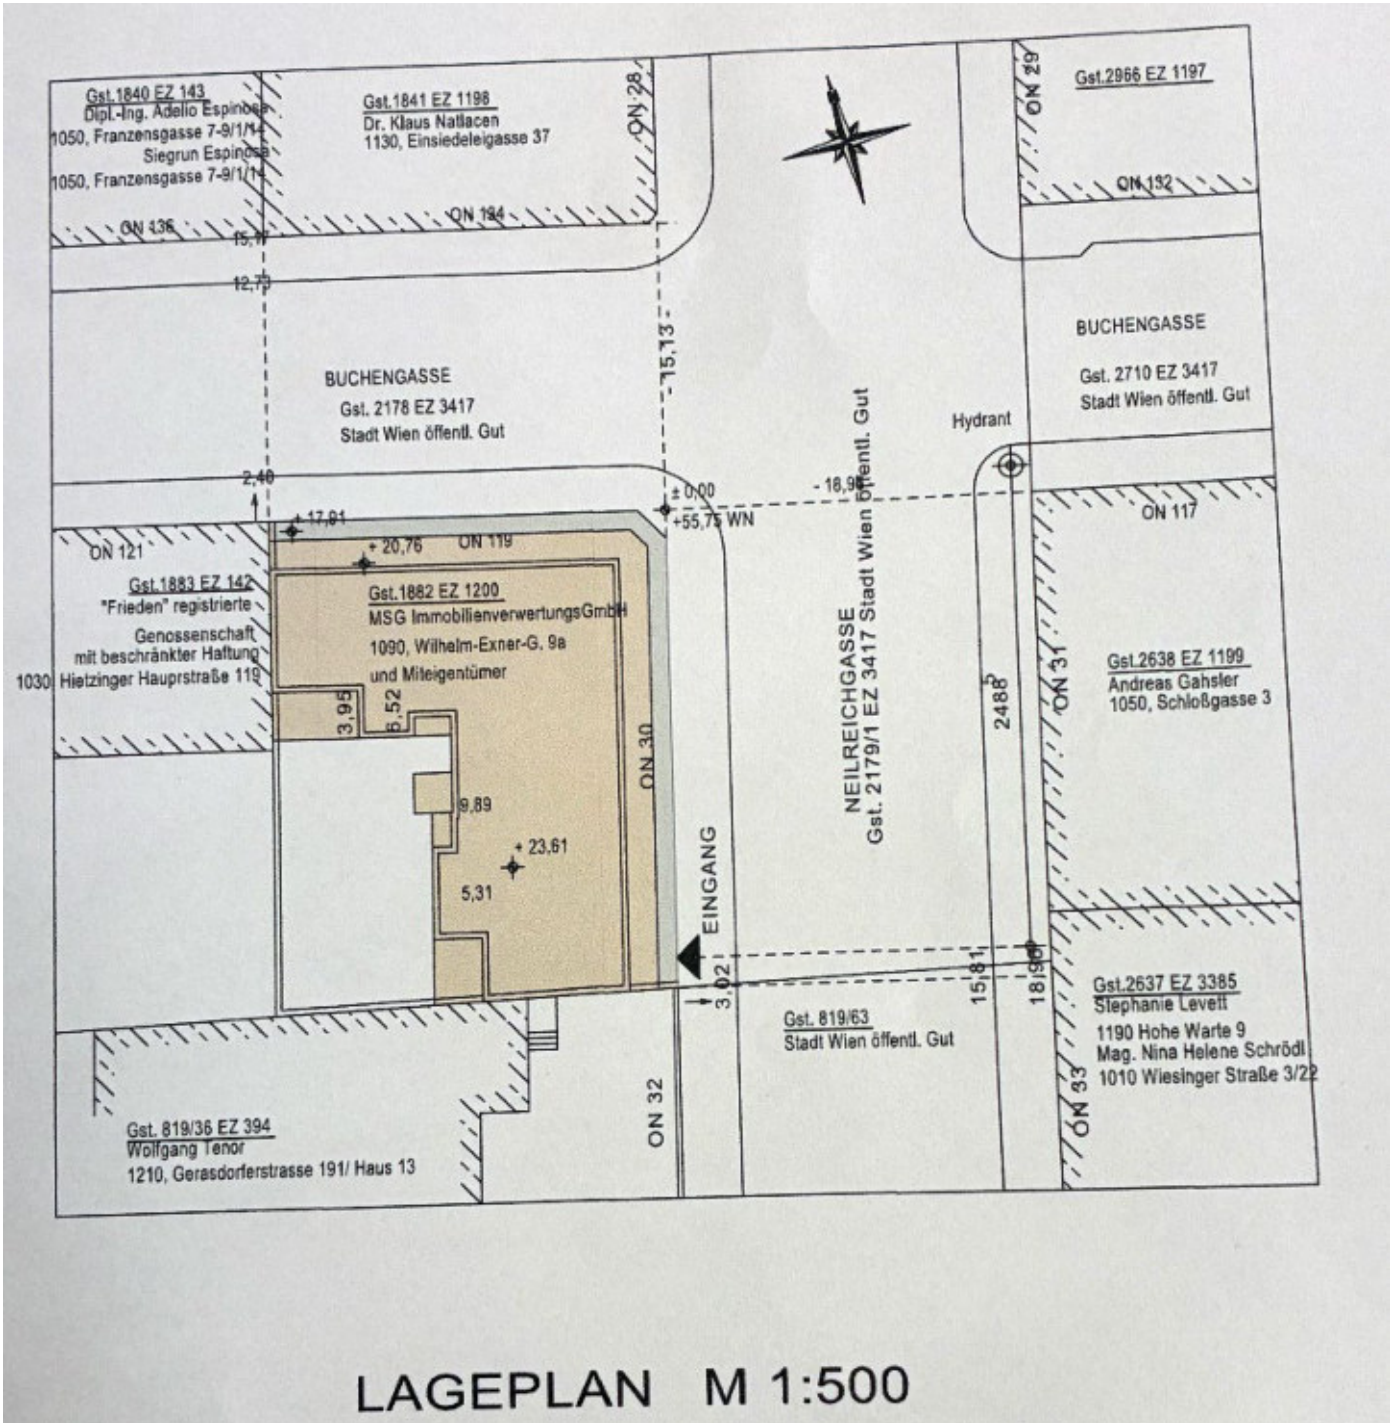 Gst.1840 EZ 143
Dipl.-Ing. Adelio Espinosa
1050, Franzensgasse 7-9/1/14
Siegrun Espinosa
1050, Franzensgasse 7-9/1/14
ON 136
Gst.1841 EZ 1198
Dr. Klaus Natlacen
1130, Einsiedeleigasse 37
ON 28
ON 134
ON 29
Gst.2966 EZ 1197
ON 132
15,17
12,73
BUCHENGASSE
Gst. 2178 EZ 3417
Stadt Wien öffentl. Gut
- 15,13 -
BUCHENGASSE
Gst. 2710 EZ 3417
Stadt Wien öffentl. Gut
Hydrant
2,40
± 0,00
+55,75 WN
- 18,9
+ 17,91
+ 20,76
ON 119
ON 121
Gst.1883 EZ 142
"Frieden" registrierte
Genossenschaft
mit beschränkter Haftung
1030 Hietzinger Hauprstraße 119
Gst.1882 EZ 1200
MSG ImmobilienverwertungsGmbH
1090, Wilhelm-Exner-G. 9a
und Miteigentümer
3,95
6,52
9,89
+ 23,61
5,31
ON 30
EINGANG
NEILREICHGASSE
Gst. 2179/1 EZ 3417 Stadt Wien öffentl. Gut
2488
5
ON 117
ON 31
Gst.2638 EZ 1199
Andreas Gahsler
1050, Schloßgasse 3
3,02
15,81
18,96
Gst. 819/63
Stadt Wien öffentl. Gut
Gst.2637 EZ 3385
Stephanie Levett
1190 Hohe Warte 9
Mag. Nina Helene Schrödl
1010 Wiesinger Straße 3/22
ON 33
ON 32
Gst. 819/36 EZ 394
Wolfgang Tenor
1210, Gerasdorferstrasse 191/ Haus 13
LAGEPLAN M 1:500